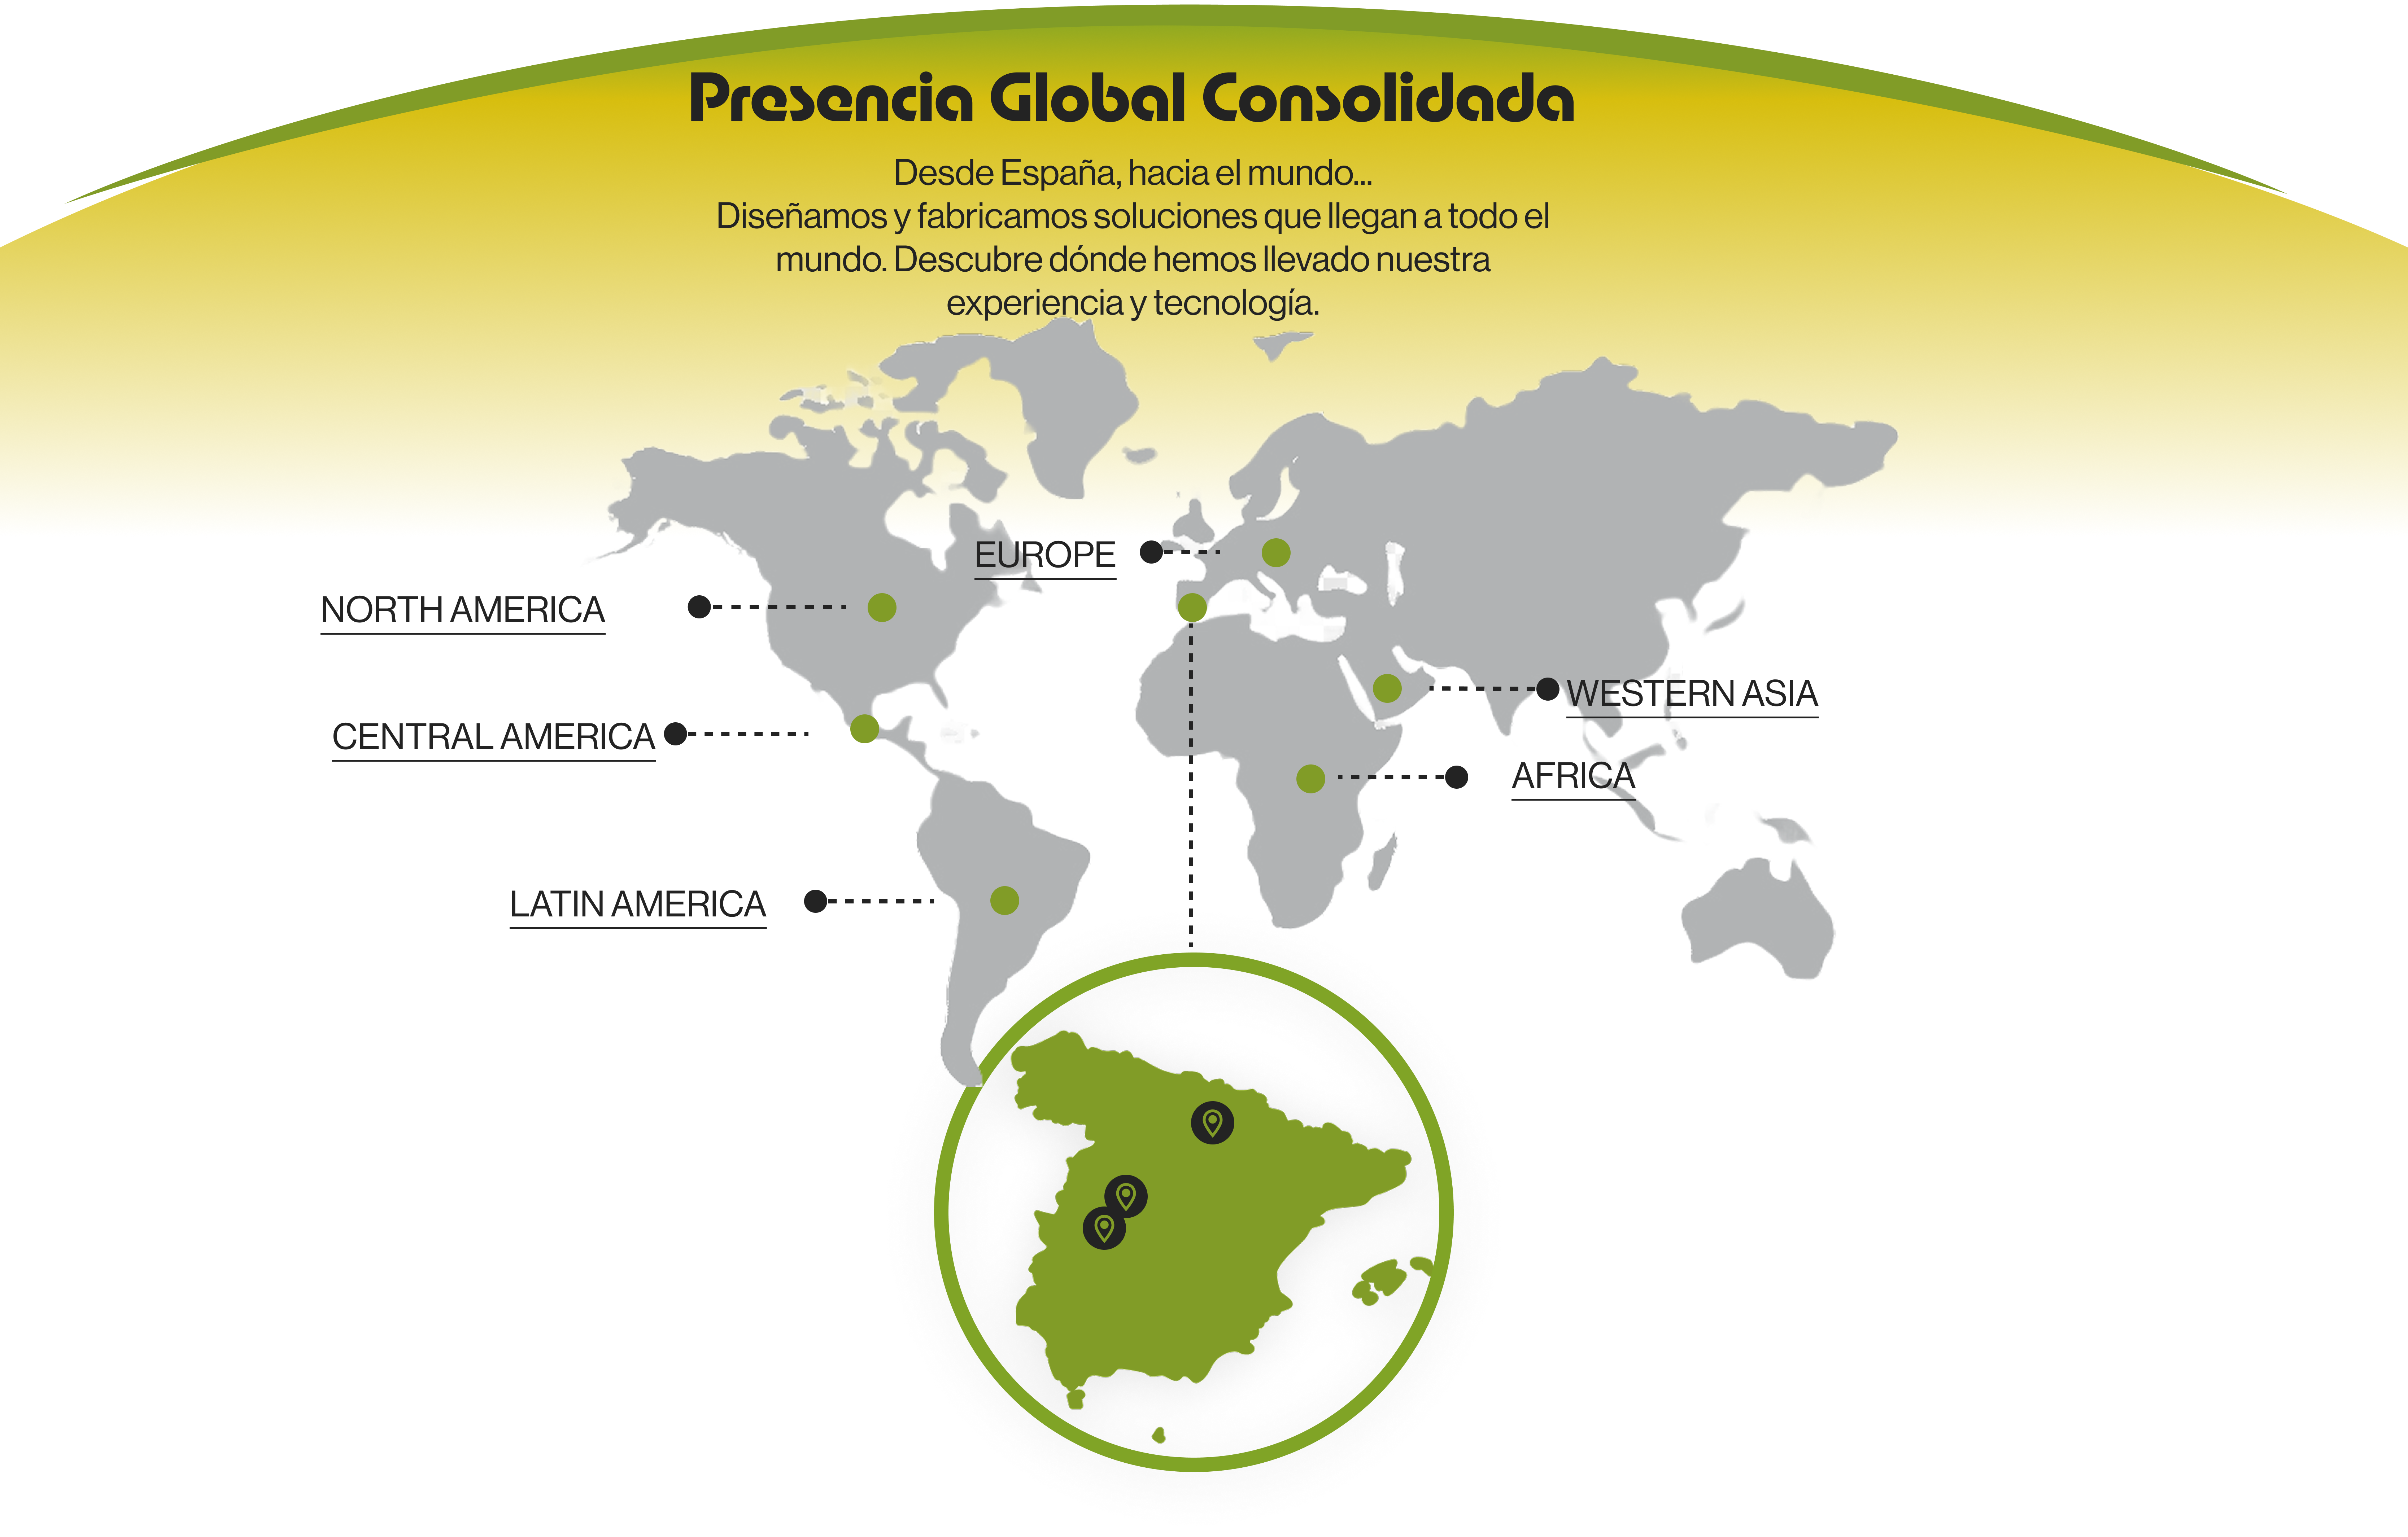 Presencia Global Consolidada
Desde España, hacia el mundo...
Diseñamos y fabricamos soluciones que llegan a todo el
mundo. Descubre dónde hemos llevado nuestra
experiencia y tecnología.
EUROPE
NORTH AMERICA
WESTERN ASIA
CENTRAL AMERICA
AFRICA
LATIN AMERICA